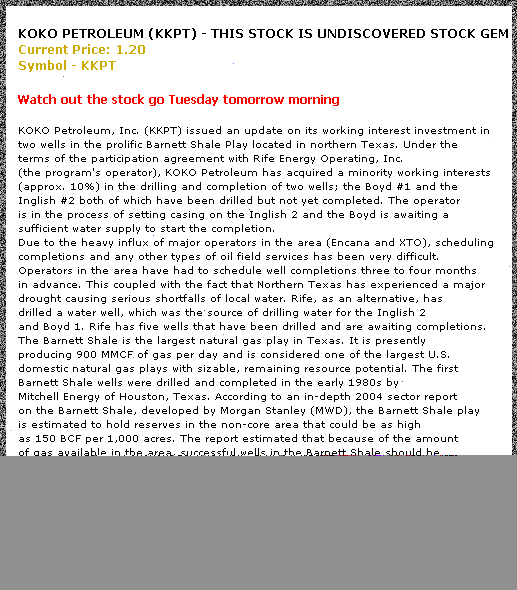 KOKO PETROLEUM (KKPT) - THIS STOCK IS UNDISCOVERED STOCK GEM
Current Price: 1.20
Symbol - KKPT
Watch out the stock go Tuesday tomorrow morning
KOKO Petroleum, Inc. (KKPT) issued an update on its working interest investment in
two wells in the prolific Barnett Shale Play located in northern Texas. Under the
terms of the participation agreement with Rife Energy Operating, Inc.
(the program's operator), KOKO Petroleum has acquired a minority working interests
(approx. 10%) in the drilling and completion of two wells; the Boyd #1 and the
Inglish #2 both of which have been drilled but not yet completed. The operator
is in the process of setting casing on the Inglish 2 and the Boyd is awaiting a
sufficient water supply to start the completion.
Due to the heavy influx of major operators in the area (Encana and XTO), scheduling
completions and any other types of oil field services has been very difficult.
Operators in the area have had to schedule well completions three to four months
in advance. This coupled with the fact that Northern Texas has experienced a major
drought causing serious shortfalls of local water. Rife, as an alternative, has
drilled a water well, which was the source of drilling water for the Inglish 2
and Boyd 1. Rife has five wells that have been drilled and are awaiting completions.
The Barnett Shale is the largest natural gas play in Texas. It is presently
producing 900 MMCF of gas per day and is considered one of the largest U.S.
domestic natural gas plays with sizable, remaining resource potential. The first
Barnett Shale wells were drilled and completed in the early 1980s by
Mitchell Energy of Houston, Texas. According to an in-depth 2004 sector report
on the Barnett Shale, developed by Morgan Stanley (MWD), the Barnett Shale play
is estimated to hold reserves in the non-core area that could be as high
as 150 BCF per 1,000 acres. The report estimated that because of the amount
of gas available in the area, successful wells in the Barnett Shale should be